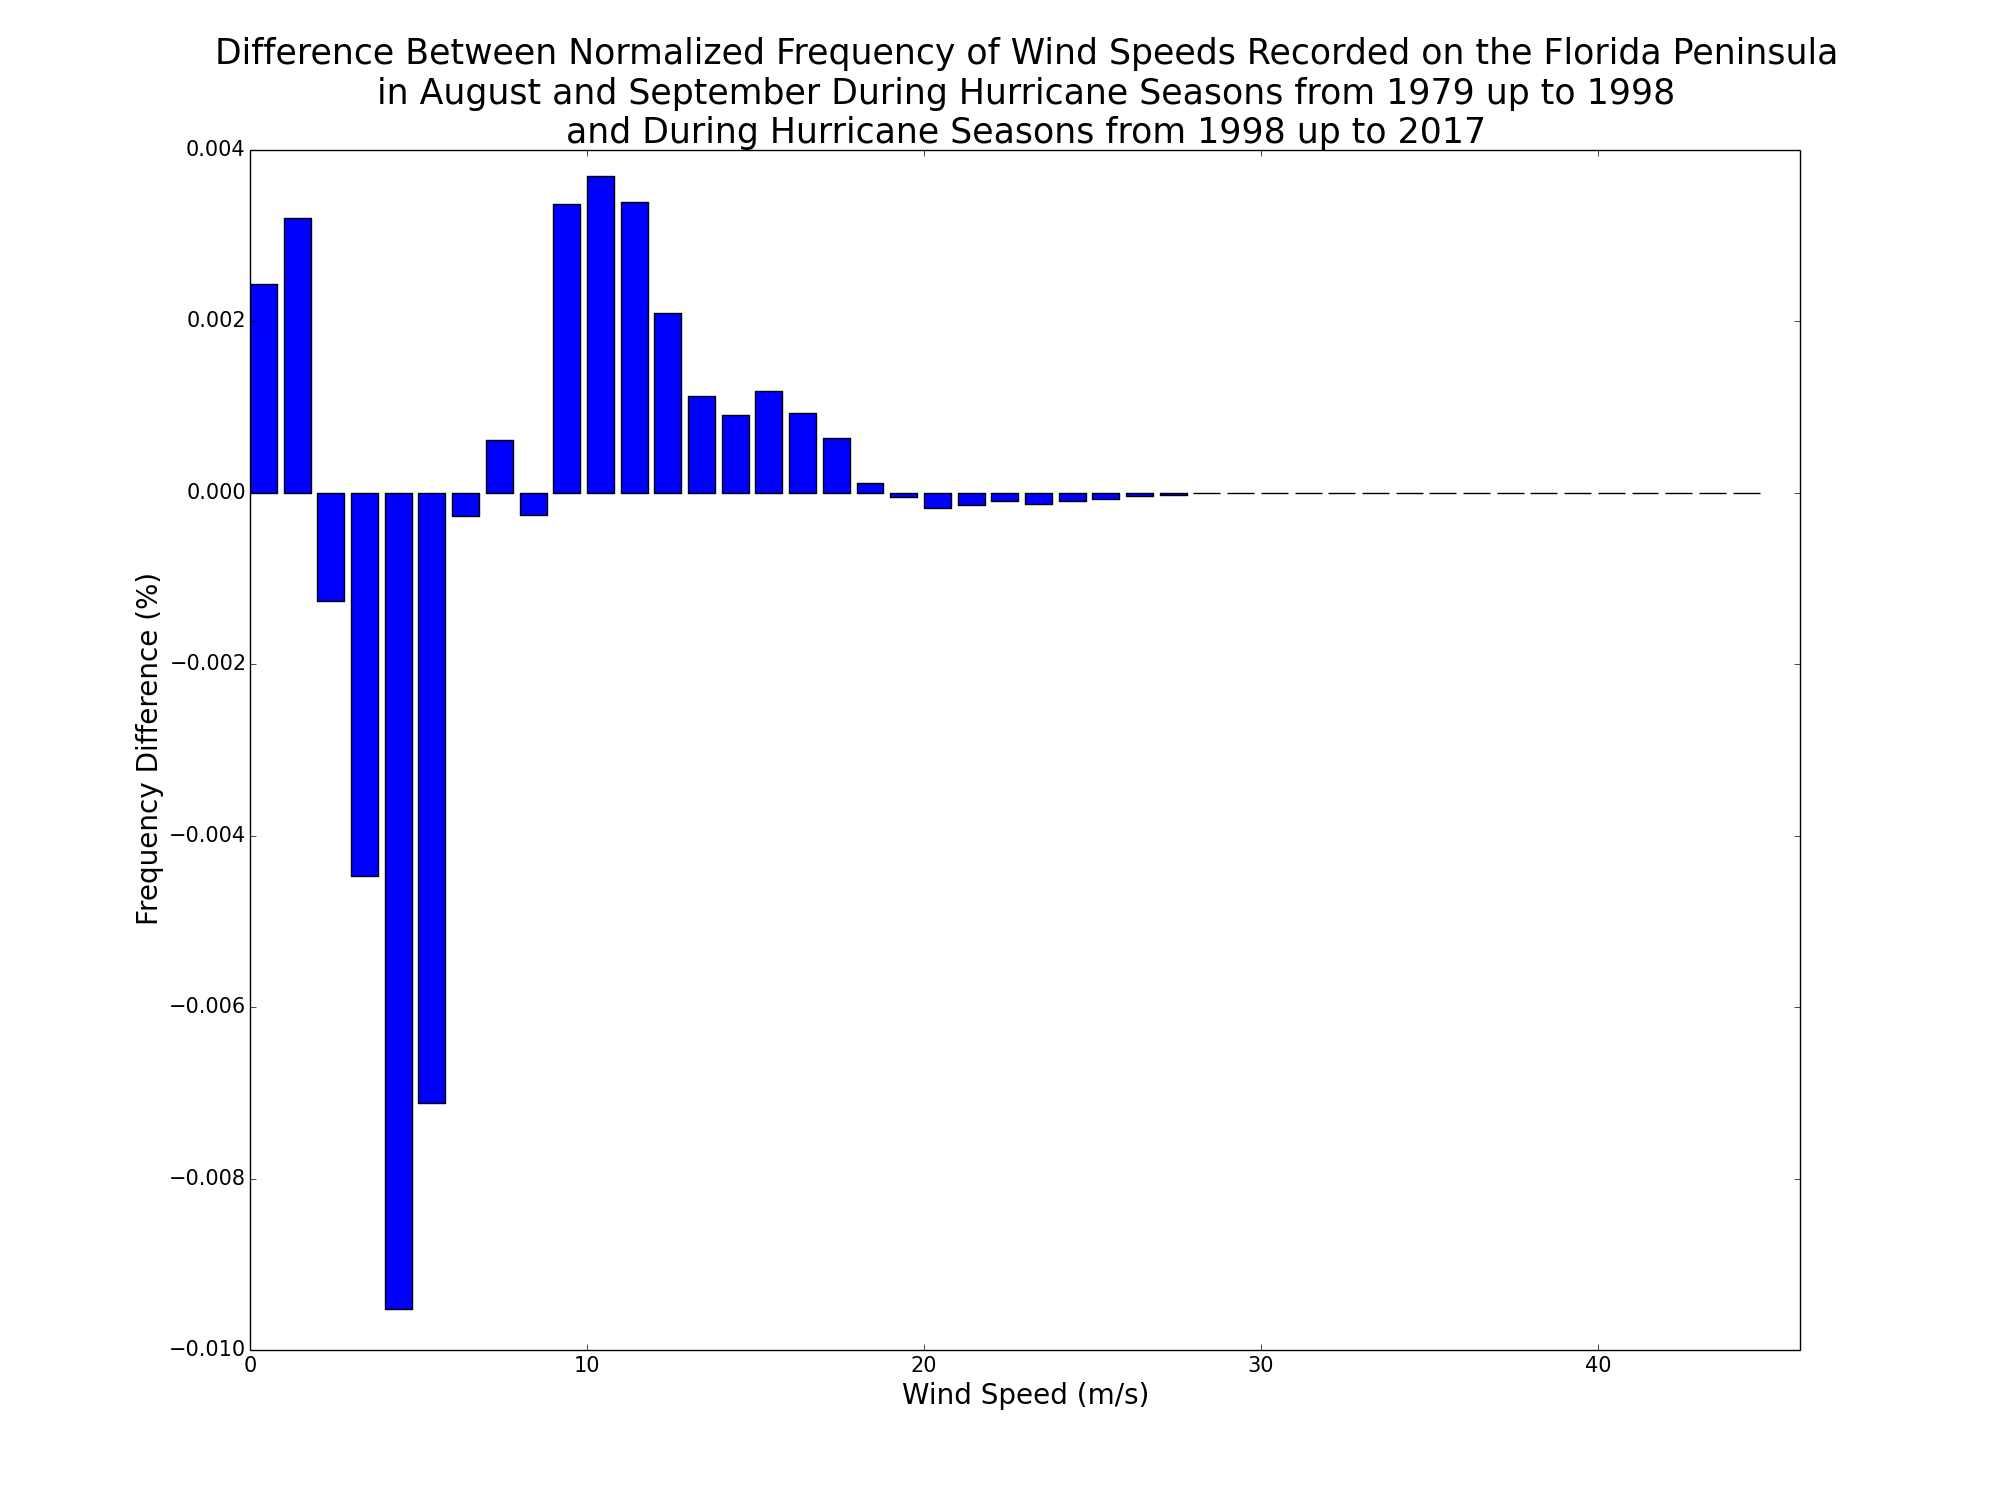 Difference Between Normalized Frequency of Wind Speeds Recorded on the Florida Peninsula
in August and September During Hurricane Seasons from 1979 up to 1998
and During Hurricane Seasons from 1998 up to 2017
0.004
0.002
0.000
−0.002
−0.004
−0.006
−0.008
−0.010
Frequency Difference (%)
0 10 20 30 40
Wind Speed (m/s)